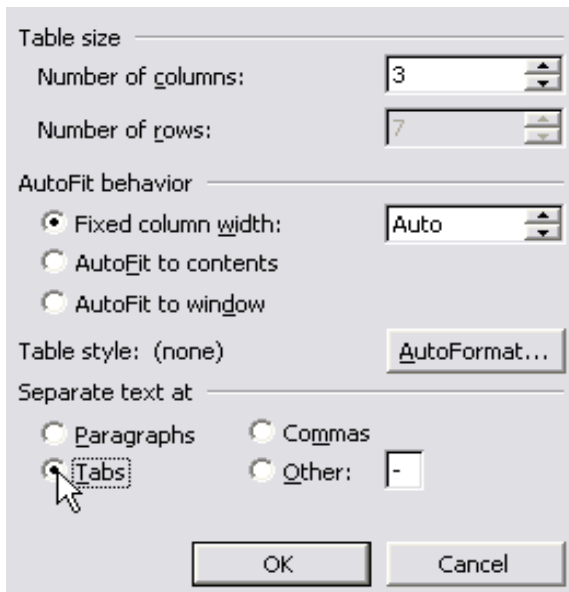 Table size
Number of columns: 3
Number of rows: 7
AutoFit behavior
Fixed column width: Auto
AutoFit to contents
AutoFit to window
Table style: (none) AutoFormat...
Separate text at
Paragraphs Commas
Tabs Other: -
OK Cancel